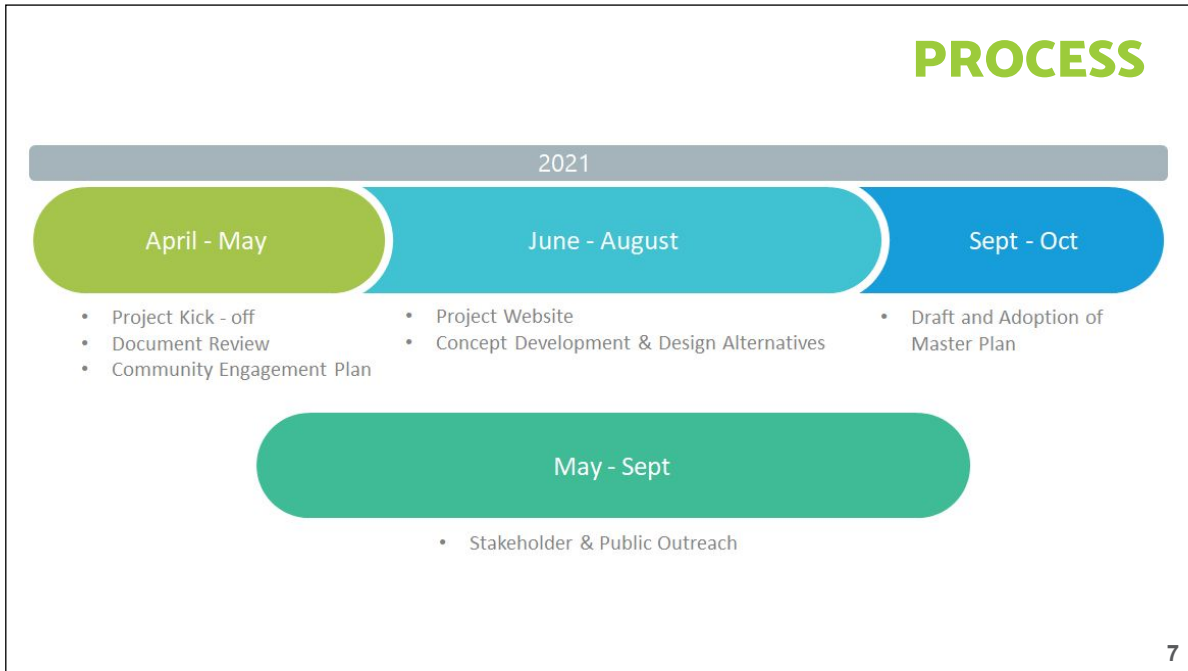 PROCESS
2021
April - May
June - August
Sept - Oct
• Project Kick - off
• Document Review
• Community Engagement Plan
• Project Website
• Concept Development & Design Alternatives
• Draft and Adoption of
Master Plan
May - Sept
• Stakeholder & Public Outreach
7